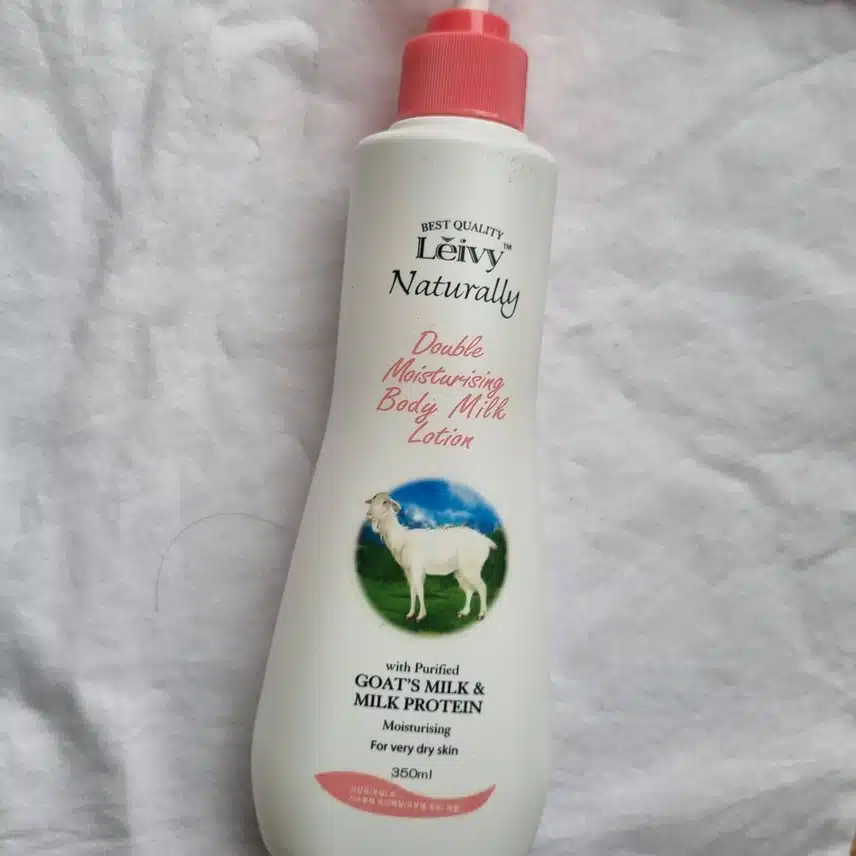 BEST QUALITY
Lěivy™
Naturally
Double
Moisturising
Body Milk
Lotion
with Purified
GOAT'S MILK &
MILK PROTEIN
Moisturising
For very dry skin
350ml